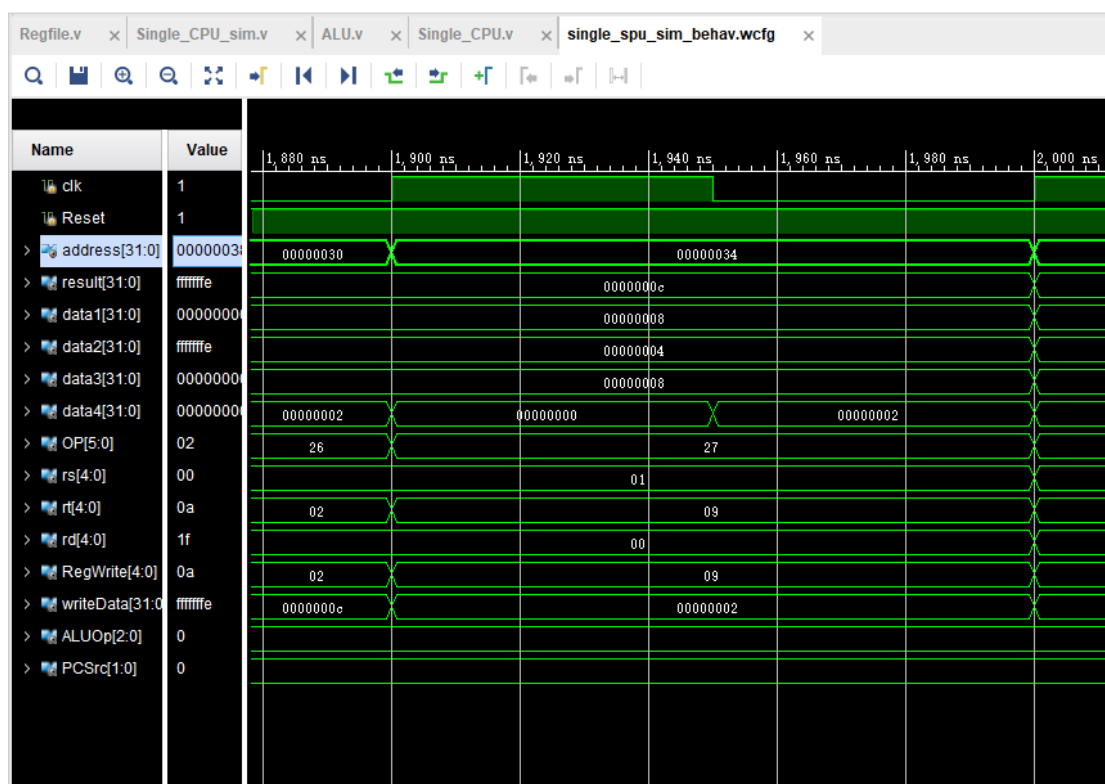 Regfile.v × Single_CPU_sim.v × ALU.v × Single_CPU.v × single_spu_sim_behav.wcfg ×
Name Value 1,880 ns 1,900 ns 1,920 ns 1,940 ns 1,960 ns 1,980 ns 2,000 ns
clk 1
Reset 1
address[31:0] 00000038 00000030 00000034
result[31:0] fffffffe 0000000c
data1[31:0] 00000000 00000008
data2[31:0] fffffffe 00000004
data3[31:0] 00000000 00000008
data4[31:0] 00000000 00000002 00000000 00000002
OP[5:0] 02 26 27
rs[4:0] 00 01
rt[4:0] 0a 02 09
rd[4:0] 1f 00
RegWrite[4:0] 0a 02 09
writeData[31:0 fffffffe 0000000c 00000002
ALUOp[2:0] 0
PCSrc[1:0] 0